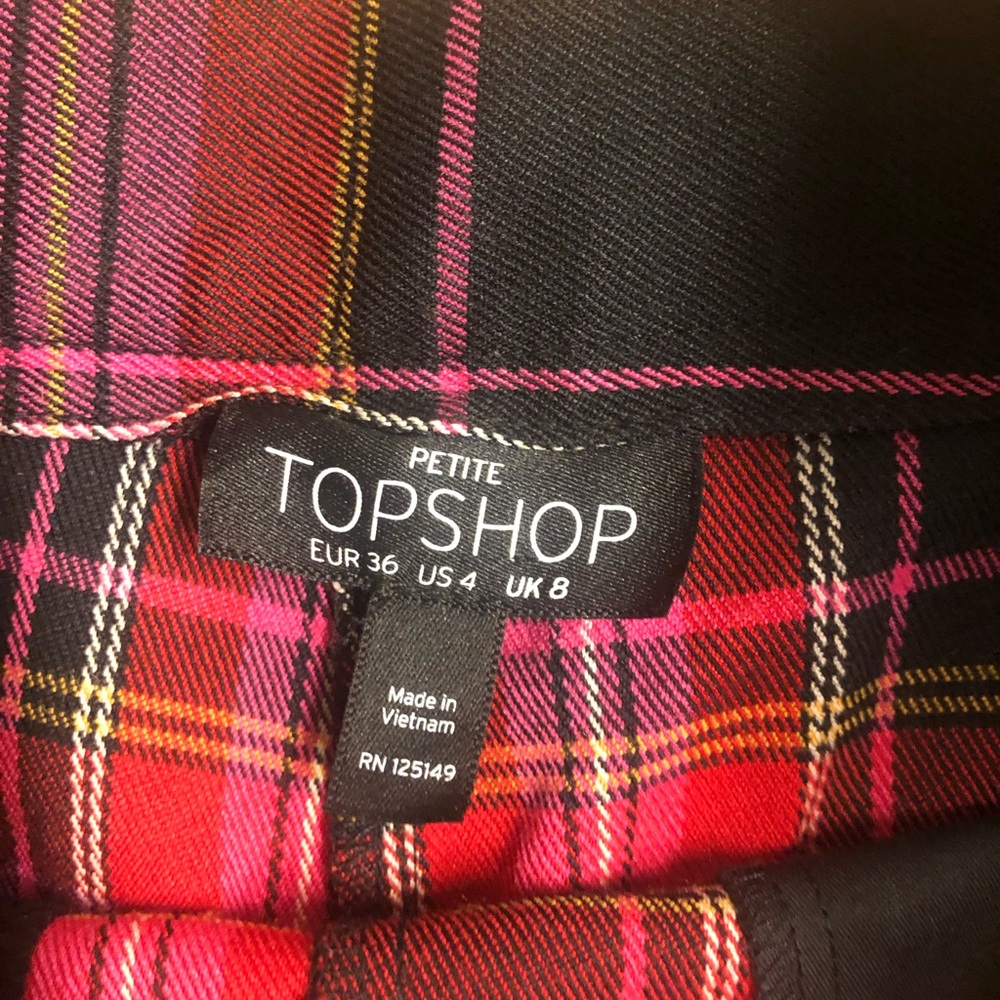 PETITE
TOPSHOP
EUR 36 US 4 UK 8
Made in
Vietnam
RN 125149